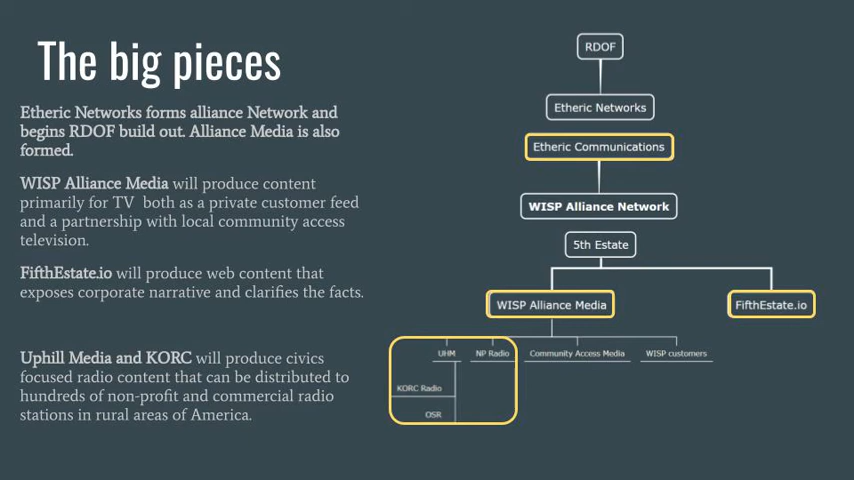 The big pieces
Etheric Networks forms alliance Network and
begins RDOF build out. Alliance Media is also
formed.
WISP Alliance Media will produce content
primarily for TV both as a private customer feed
and a partnership with local community access
television.
FifthEstate.io will produce web content that
exposes corporate narrative and clarifies the facts.
Uphill Media and KORC will produce civics
focused radio content that can be distributed to
hundreds of non-profit and commercial radio
stations in rural areas of America.
RDOF
Etheric Networks
Etheric Communications
WISP Alliance Network
5th Estate
WISP Alliance Media
FifthEstate.io
UHM
NP Radio
Community Access Media
WISP customers
KORC Radio
OSR